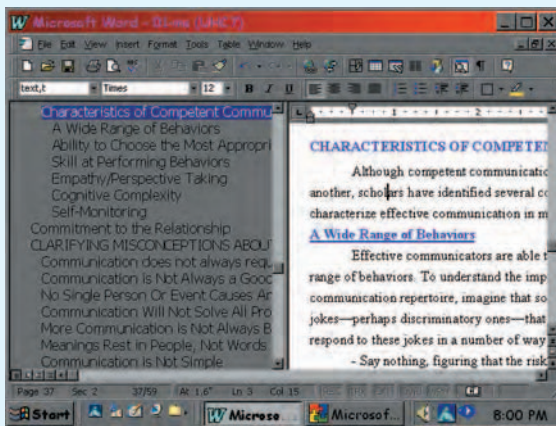 Microsoft Word -
File Edit View Insert Format Tools Table Window Help
text,t Times 12 B I U
Characteristics of Competent Commu
A Wide Range of Behaviors
Ability to Choose the Most Appropri
Skill at Performing Behaviors
Empathy/Perspective Taking
Cognitive Complexity
Self-Monitoring
Commitment to the Relationship
CLARIFYING MISCONCEPTIONS ABOU
Communication does not always requ
Communication is Not Always a Good
No Single Person Or Event Causes An
Communication Will Not Solve All Pro
More Communication is Not Always B
Meanings Rest in People, Not Words
Communication is Not Simple
1 2
CHARACTERISTICS OF COMPETEN
Although competent communicatio
another, scholars have identified several co
characterize effective communication in m
A Wide Range of Behaviors
Effective communicators are able t
range of behaviors. To understand the imp
communication repertoire, imagine that so
jokes—perhaps discriminatory ones—that
respond to these jokes in a number of way
- Say nothing, figuring that the risk
Page 37 Sec 2 37/59 At 1.6" Ln 3 Col 15
Start Microso... Microsof... 8:00 PM